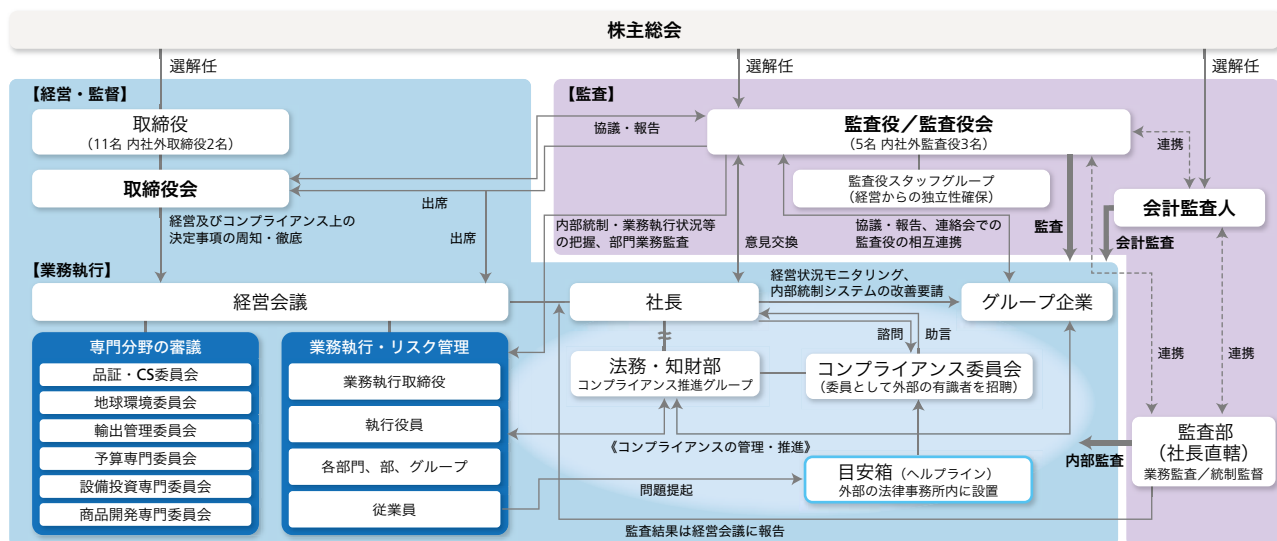 株主総会
選解任
選解任
選解任
【経営・監督】
【監査】
取締役
(11名 内社外取締役2名)
協議・報告
監査役／監査役会
(5名 内社外監査役3名)
連携
取締役会
監査役スタッフグループ
(経営からの独立性確保)
出席
会計監査人
経営及びコンプライアンス上の
決定事項の周知・徹底
出席
内部統制・業務執行状況等
の把握、部門業務監査
意見交換
協議・報告、連絡会での
監査役の相互連携
監査
会計監査
【業務執行】
経営状況モニタリング、
内部統制システムの改善要請
経営会議
社長
グループ企業
諮問
助言
専門分野の審議
品証・CS委員会
地球環境委員会
輸出管理委員会
予算専門委員会
設備投資専門委員会
商品開発専門委員会
業務執行・リスク管理
業務執行取締役
執行役員
各部門、部、グループ
従業員
法務・知財部
コンプライアンス推進グループ
コンプライアンス委員会
(委員として外部の有識者を招聘)
連携
連携
《コンプライアンスの管理・推進》
監査部
(社長直轄)
業務監査／統制監督
内部監査
目安箱(ヘルプライン)
外部の法律事務所内に設置
問題提起
監査結果は経営会議に報告